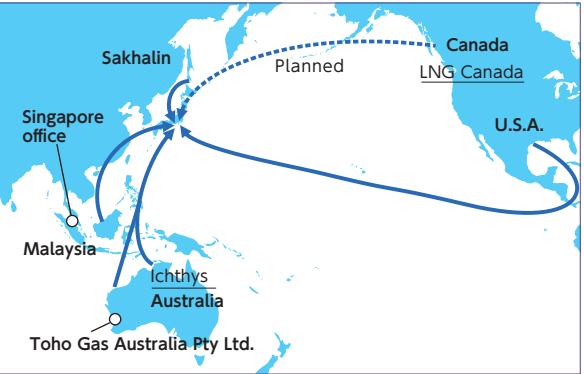 Sakhalin
Canada
Planned
LNG Canada
Singapore
office
U.S.A.
Malaysia
Ichthys
Australia
Toho Gas Australia Pty Ltd.